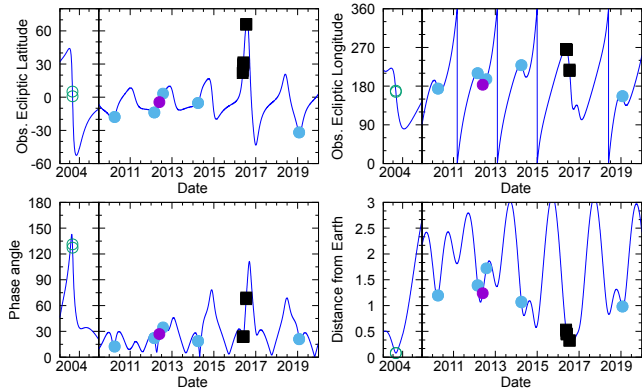 Obs. Ecliptic Latitude
60
30
0
-30
-60
2004 2011 2013 2015 2017 2019
Date
Obs. Ediptic Longitude
360
270
180
90
0
2004 2011 2013 2015 2017 2019
Date
Phase angle
180
150
120
90
60
30
0
2004 2011 2013 2015 2017 2019
Date
Distance from Earth
3
2.5
2
1.5
1
0.5
0
2004 2011 2013 2015 2017 2019
Date